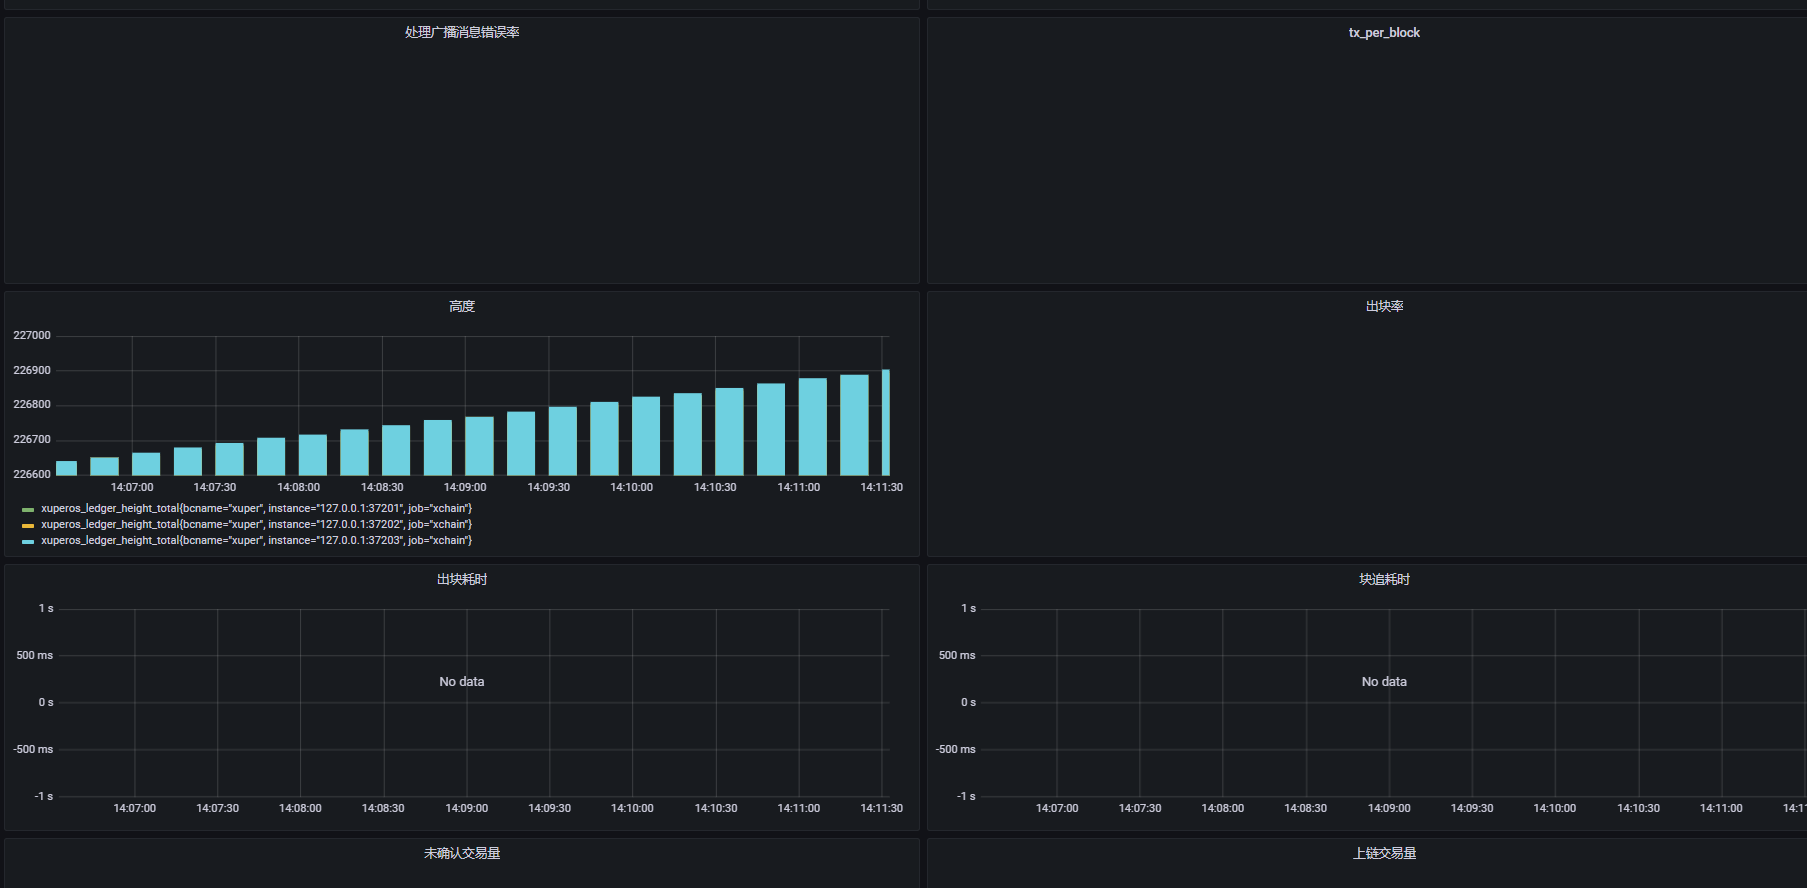 处理广播消息错误率
tx_per_block
高度
227000
226900
226800
226700
226600
14:07:00 14:07:30 14:08:00 14:08:30 14:09:00 14:09:30 14:10:00 14:10:30 14:11:00 14:11:30
xuperos_ledger_height_total{bcname="xuper", instance="127.0.0.1:37201", job="xchain"}
xuperos_ledger_height_total{bcname="xuper", instance="127.0.0.1:37202", job="xchain"}
xuperos_ledger_height_total{bcname="xuper", instance="127.0.0.1:37203", job="xchain"}
出块率
出块耗时
1 s
500 ms
No data
0 s
-500 ms
-1 s
14:07:00 14:07:30 14:08:00 14:08:30 14:09:00 14:09:30 14:10:00 14:10:30 14:11:00 14:11:30
块追耗时
1 s
500 ms
No data
0 s
-500 ms
-1 s
14:07:00 14:07:30 14:08:00 14:08:30 14:09:00 14:09:30 14:10:00 14:10:30 14:11:00 14:11
未确认交易量
上链交易量